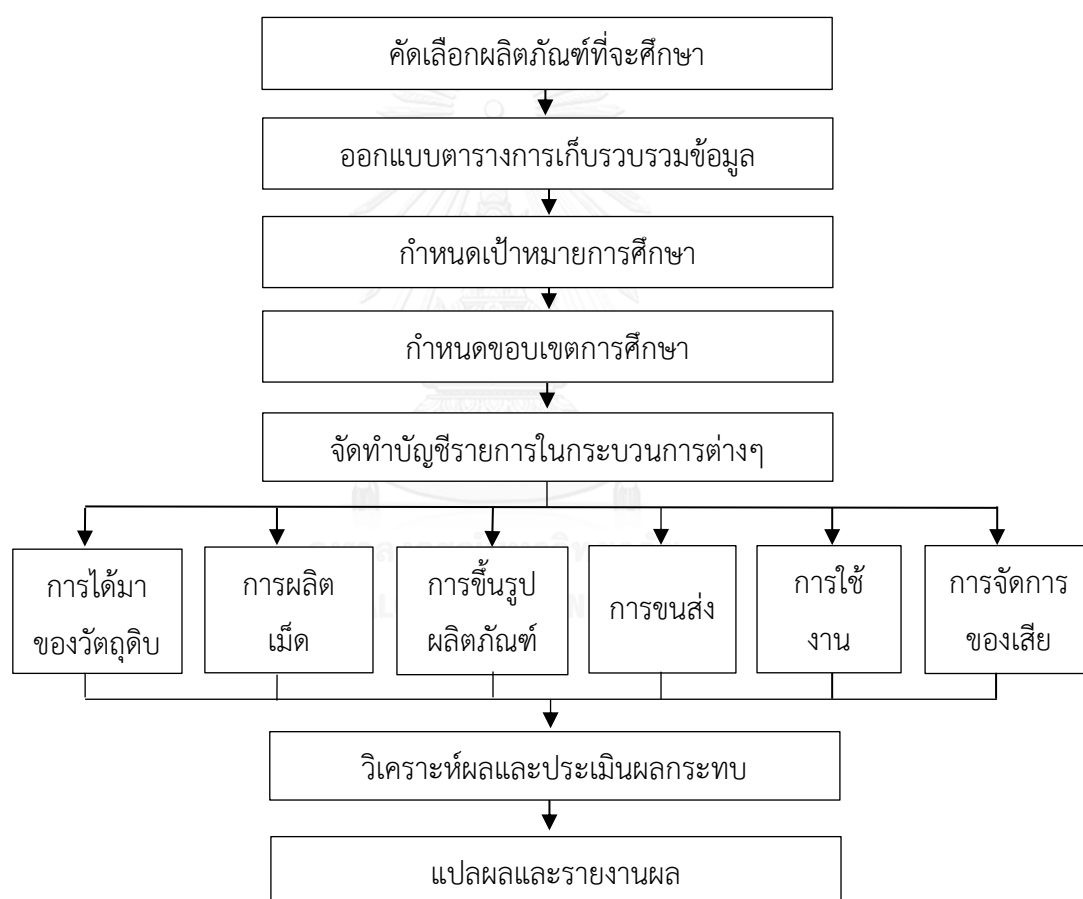 คัดเลือกผลิตภัณฑ์ที่จะศึกษา
ออกแบบตารางการเก็บรวบรวมข้อมูล
กำหนดเป้าหมายการศึกษา
กำหนดขอบเขตการศึกษา
จัดทำบัญชีรายการในกระบวนการต่างๆ
การได้มา
ของวัตถุดิบ
การผลิต
เม็ด
การขึ้นรูป
ผลิตภัณฑ์
การขนส่ง
การใช้
งาน
การจัดการ
ของเสีย
วิเคราะห์ผลและประเมินผลกระทบ
แปลผลและรายงานผล